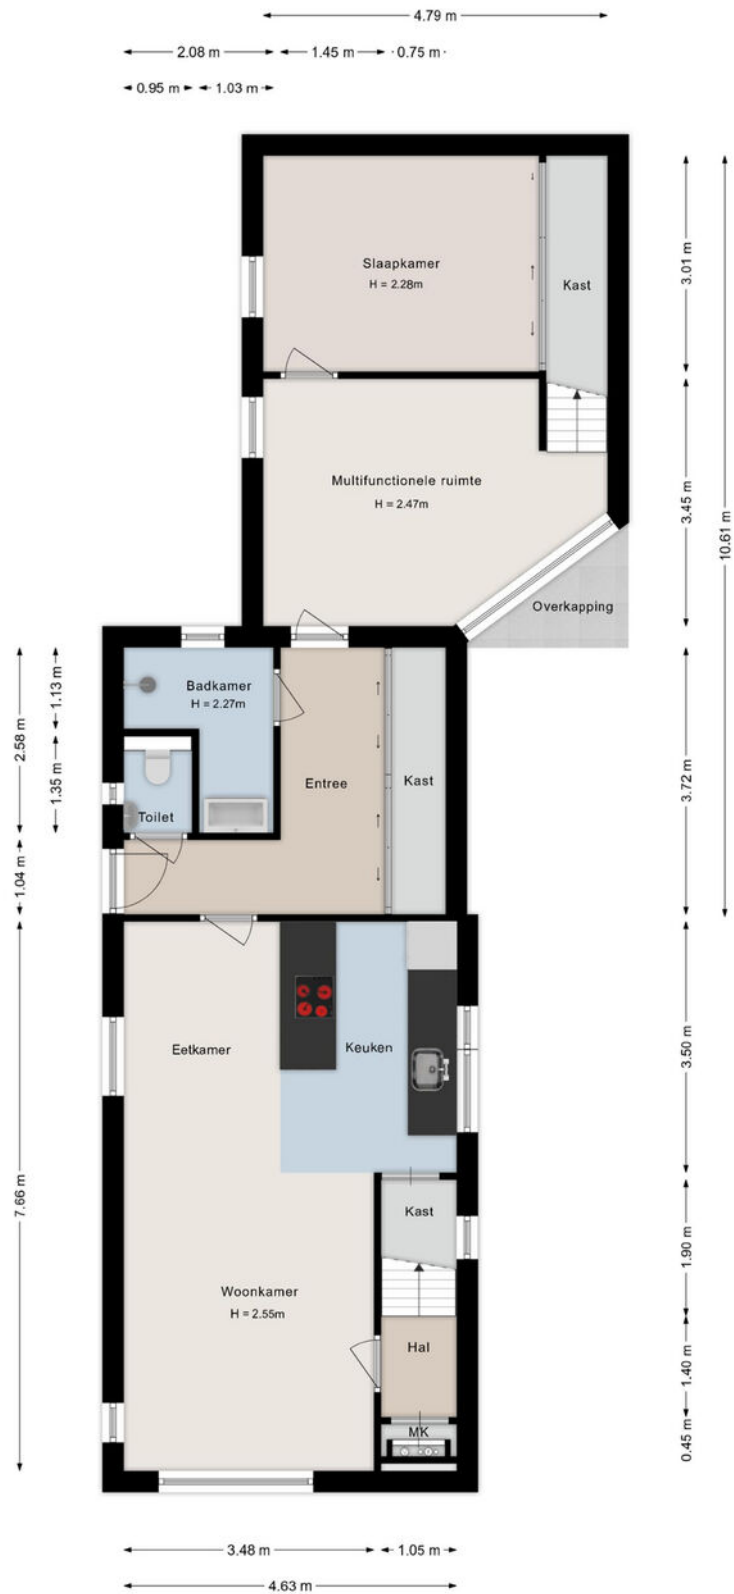 4.79 m
2.08 m
1.45 m
0.75 m
0.95 m
1.03 m
Slaapkamer
H = 2.28m
Kast
3.01 m
Multifunctionele ruimte
H = 2.47m
3.45 m
10.61 m
Overkapping
Badkamer
H = 2.27m
1.13 m
2.58 m
1.35 m
Toilet
Entree
Kast
3.72 m
1.04 m
Eetkamer
Keuken
3.50 m
7.66 m
Kast
1.90 m
Woonkamer
H = 2.55m
Hal
1.40 m
MK
0.45 m
3.48 m
1.05 m
4.63 m